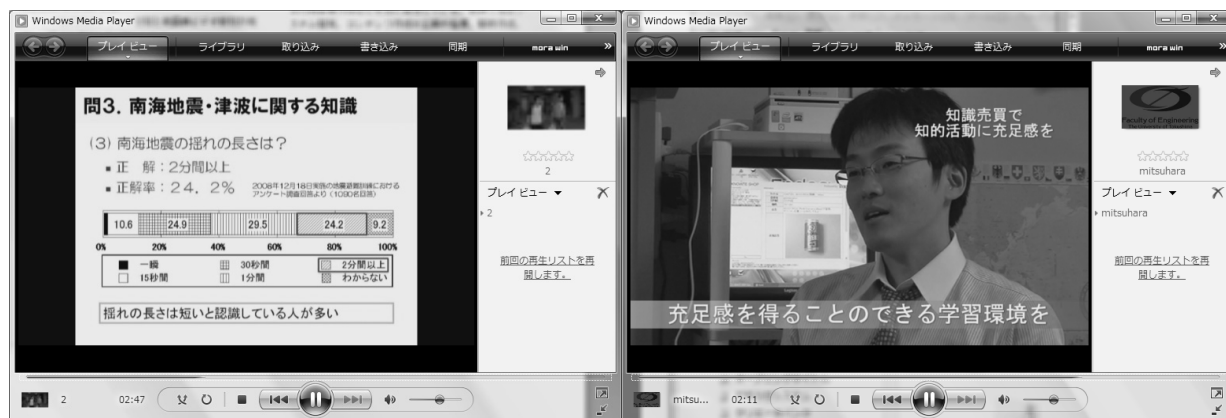 Windows Media Player
プレイ ビュー
ライブラリ
取り込み
書き込み
同期
mora win
»
問3. 南海地震・津波に関する知識
(3) 南海地震の揺れの長さは?
▪ 正 解:2分間以上
▪ 正解率:24.2%
2008年12月18日実施の地震避難訓練における
アンケート調査回答より(1090名回答)
10.6 24.9 29.5 24.2 9.2
0% 20% 40% 60% 80% 100%
一瞬 30秒間 2分間以上
15秒間 1分間 わからない
揺れの長さは短いと認識している人が多い
2
プレイ ビュー ▼
2
前回の再生リストを再
開します。
2 02:47
Windows Media Player
プレイ ビュー
ライブラリ
取り込み
書き込み
同期
mora win
»
知識売買で
知的活動に充足感を
充足感を得ることのできる学習環境を
Faculty of Engineering
mitsuhara
プレイ ビュー ▼
mitsuhara
前回の再生リストを再
開します。
mitsu... 02:11